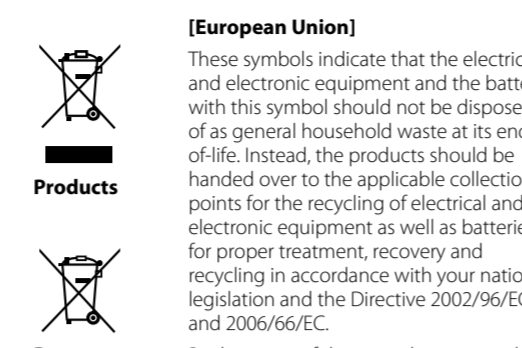 [European Union]
These symbols indicate that the electric
and electronic equipment and the batte
with this symbol should not be dispose
of as general household waste at its end
of-life. Instead, the products should be
handed over to the applicable collectio
points for the recycling of electrical and
electronic equipment as well as batterie
for proper treatment, recovery and
recycling in accordance with your natio
legislation and the Directive 2002/96/EC
and 2006/66/EC.
Products